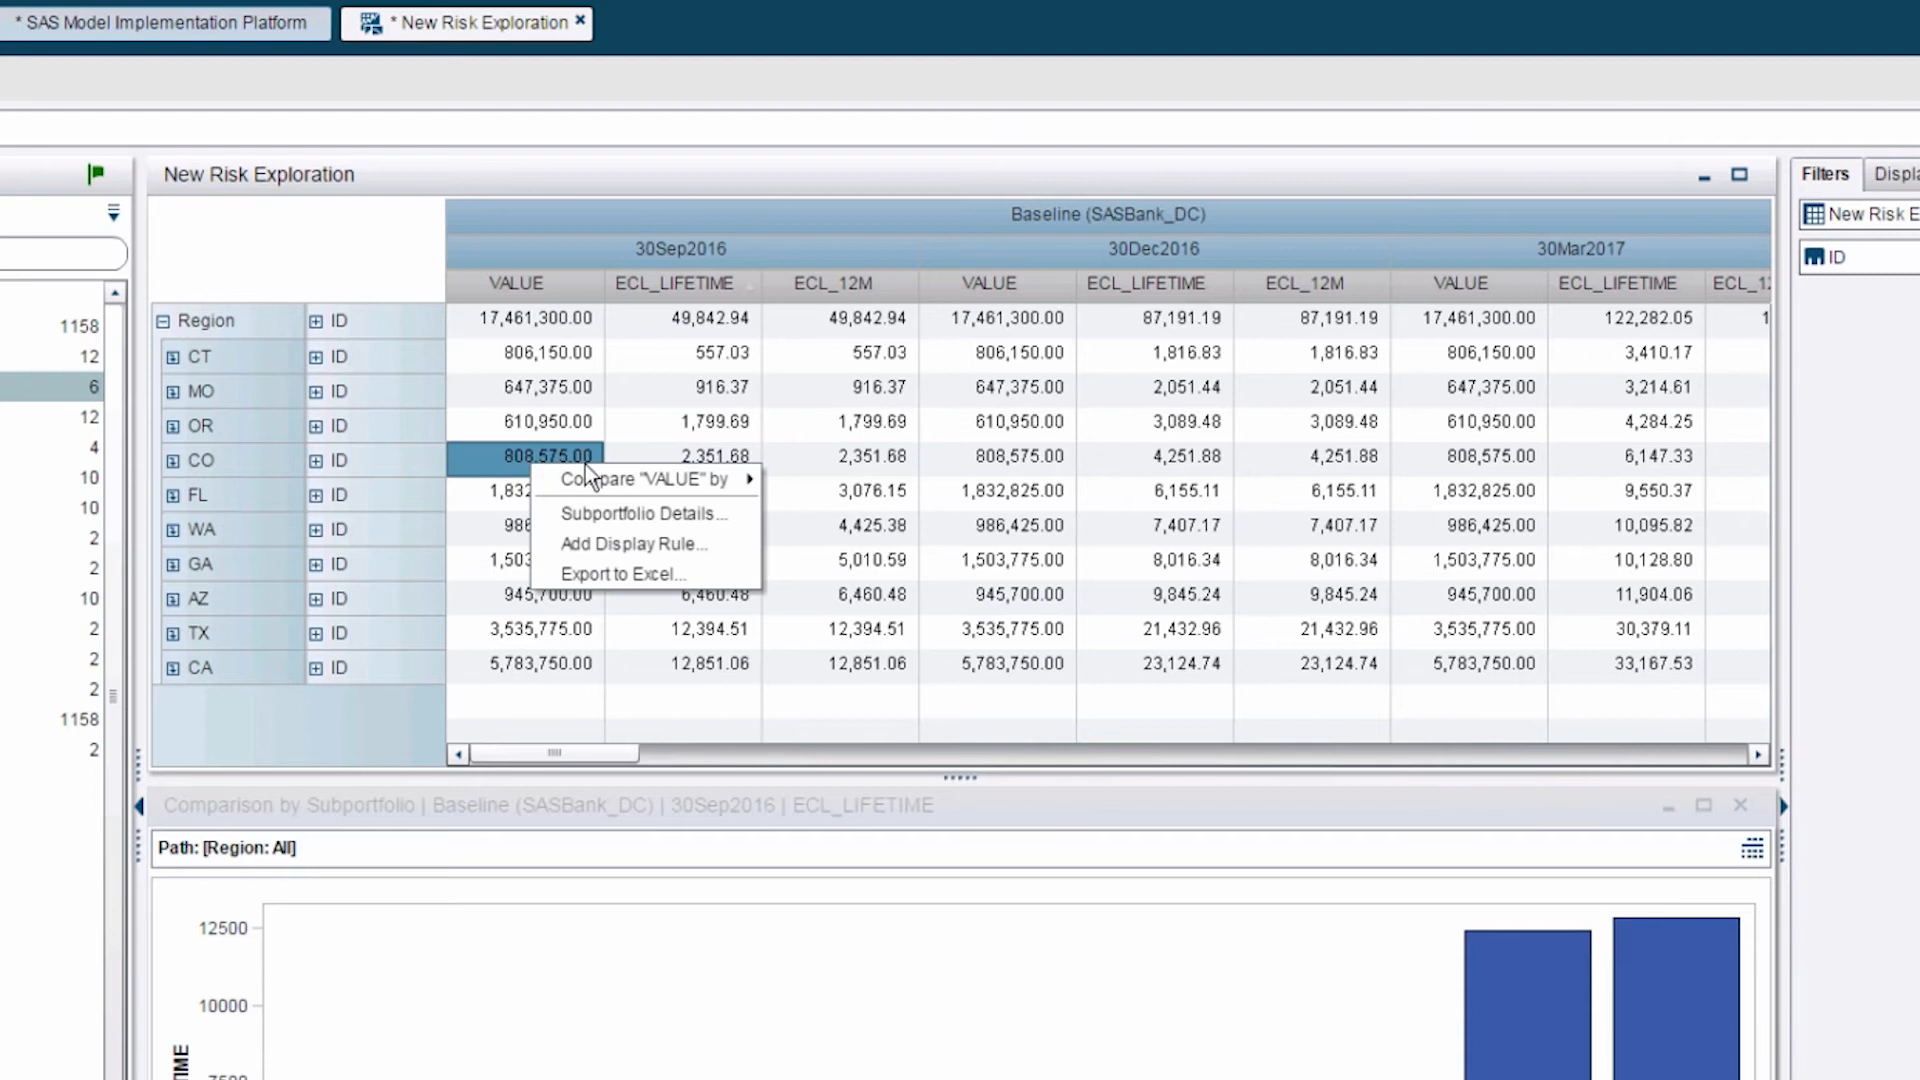 * SAS Model Implementation Platform
* New Risk Exploration ×
New Risk Exploration
Filters
Displa
New Risk E
ID
Baseline (SASBank_DC)
30Sep2016 30Dec2016 30Mar2017
VALUE ECL_LIFETIME ECL_12M VALUE ECL_LIFETIME ECL_12M VALUE ECL_LIFETIME ECL_12
Region ID 17,461,300.00 49,842.94 49,842.94 17,461,300.00 87,191.19 87,191.19 17,461,300.00 122,282.05 1
CT ID 806,150.00 557.03 557.03 806,150.00 1,816.83 1,816.83 806,150.00 3,410.17
MO ID 647,375.00 916.37 916.37 647,375.00 2,051.44 2,051.44 647,375.00 3,214.61
OR ID 610,950.00 1,799.69 1,799.69 610,950.00 3,089.48 3,089.48 610,950.00 4,284.25
CO ID 808,575.00 2,351.68 2,351.68 808,575.00 4,251.88 4,251.88 808,575.00 6,147.33
FL ID 1,832 3,076.15 1,832,825.00 6,155.11 6,155.11 1,832,825.00 9,550.37
WA ID 986 4,425.38 986,425.00 7,407.17 7,407.17 986,425.00 10,095.82
GA ID 1,503 5,010.59 1,503,775.00 8,016.34 8,016.34 1,503,775.00 10,128.80
AZ ID 945,700.00 6,460.48 6,460.48 945,700.00 9,845.24 9,845.24 945,700.00 11,904.06
TX ID 3,535,775.00 12,394.51 12,394.51 3,535,775.00 21,432.96 21,432.96 3,535,775.00 30,379.11
CA ID 5,783,750.00 12,851.06 12,851.06 5,783,750.00 23,124.74 23,124.74 5,783,750.00 33,167.53
Compare "VALUE" by
Subportfolio Details...
Add Display Rule...
Export to Excel...
1158
12
6
12
4
10
10
2
2
10
2
2
2
1158
2
Comparison by Subportfolio | Baseline (SASBank_DC) | 30Sep2016 | ECL_LIFETIME
Path: [Region: All]
12500
10000
7500
TIME